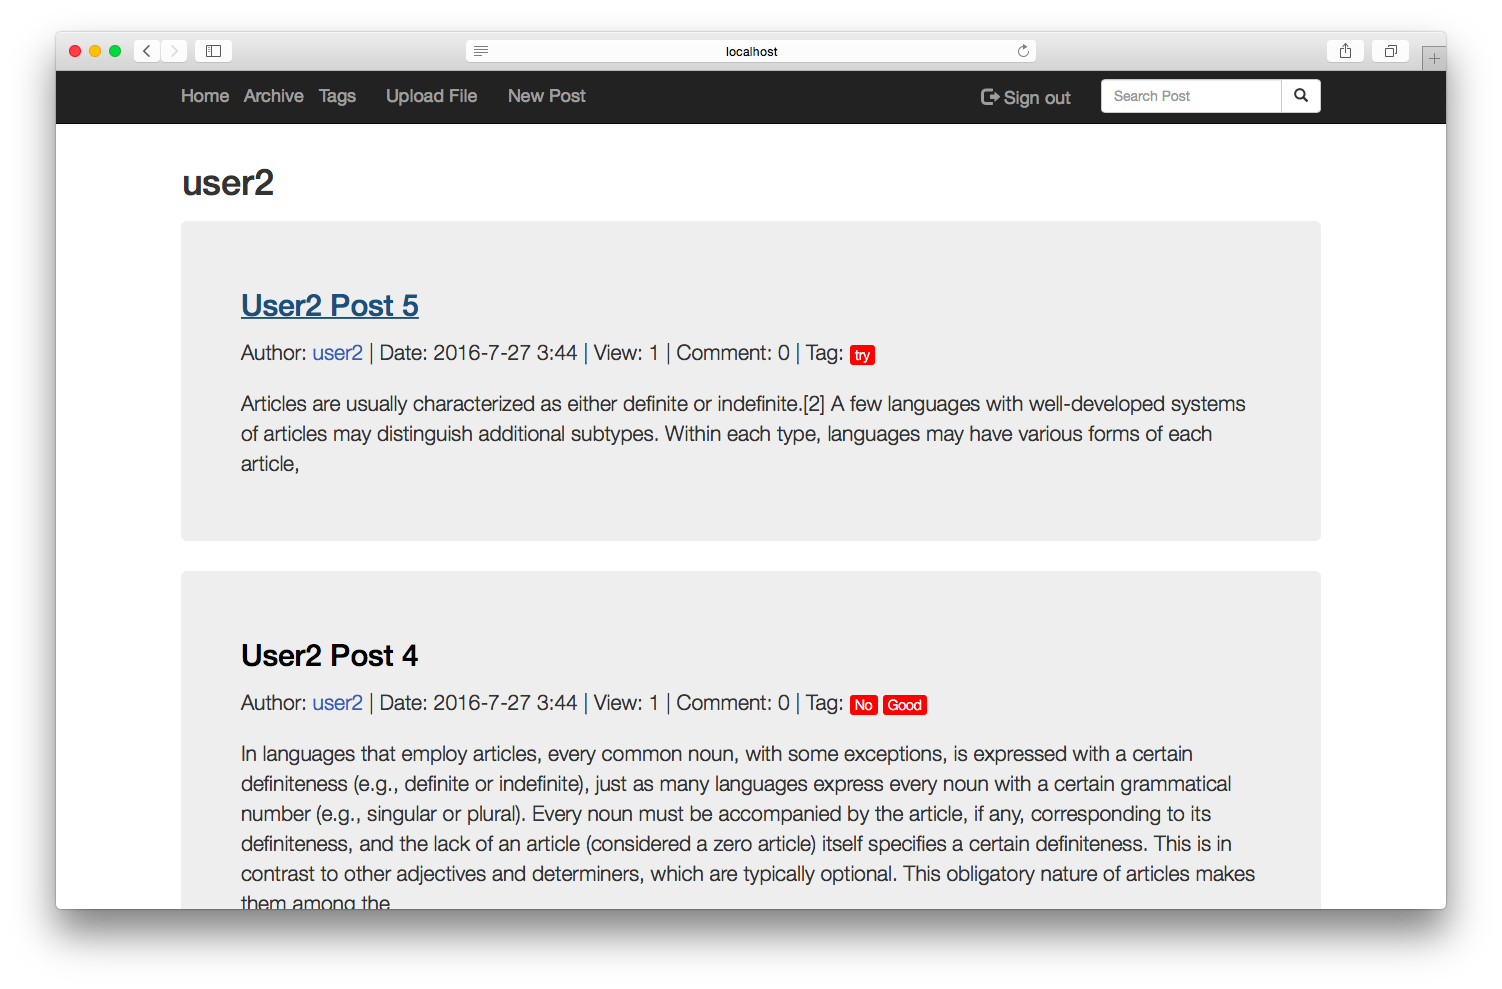 localhost
Home Archive Tags Upload File New Post Sign out Search Post
user2
User2 Post 5
Author: user2 | Date: 2016-7-27 3:44 | View: 1 | Comment: 0 | Tag: try
Articles are usually characterized as either definite or indefinite.[2] A few languages with well-developed systems
of articles may distinguish additional subtypes. Within each type, languages may have various forms of each
article,
User2 Post 4
Author: user2 | Date: 2016-7-27 3:44 | View: 1 | Comment: 0 | Tag: No Good
In languages that employ articles, every common noun, with some exceptions, is expressed with a certain
definiteness (e.g., definite or indefinite), just as many languages express every noun with a certain grammatical
number (e.g., singular or plural). Every noun must be accompanied by the article, if any, corresponding to its
definiteness, and the lack of an article (considered a zero article) itself specifies a certain definiteness. This is in
contrast to other adjectives and determiners, which are typically optional. This obligatory nature of articles makes
them among the